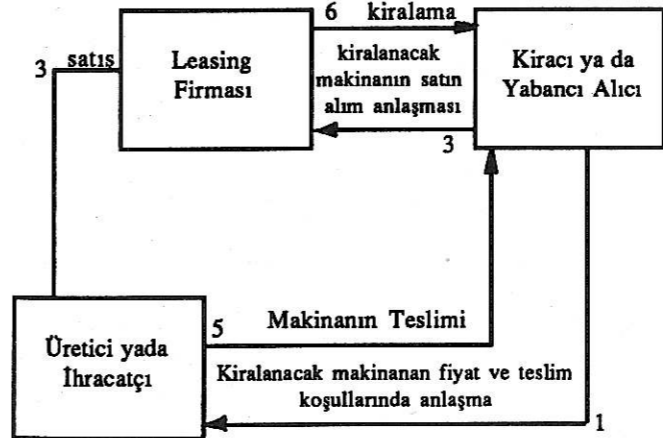 6 kiralama
3 satış
Leasing
Firması
kiralanacak
makinanın satın
alım anlaşması
3
Kiracı ya da
Yabancı Alıcı
Üretici yada
İhracatçı
5 Makinanın Teslimi
Kiralanacak makinanan fiyat ve teslim
koşullarında anlaşma
1